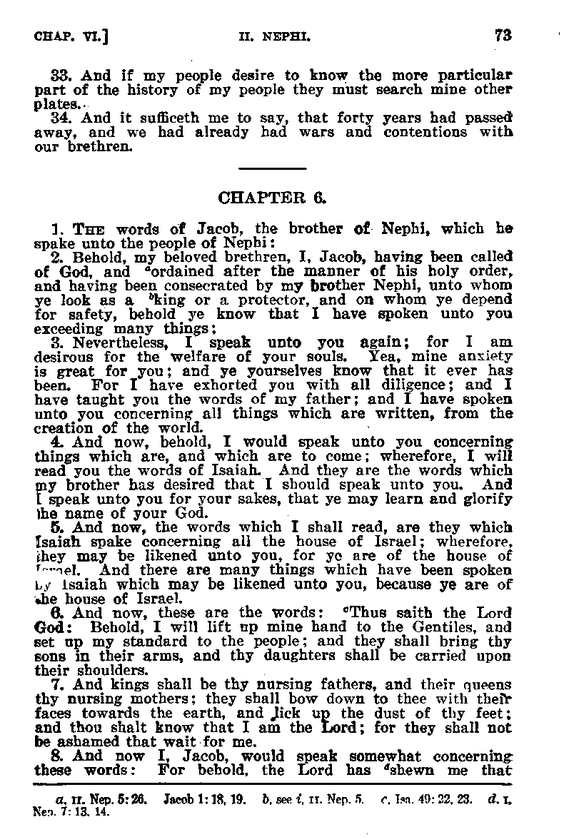 CHAP. VI.] II. NEPHI. 73
33. And if my people desire to know the more particular
part of the history of my people they must search mine other
plates.
34. And it sufficeth me to say, that forty years had passed
away, and we had already had wars and contentions with
our brethren.
CHAPTER 6.
1. THE words of Jacob, the brother of Nephi, which he
spake unto the people of Nephi:
2. Behold, my beloved brethren, I, Jacob, having been called
of God, and aordained after the manner of his holy order,
and having been consecrated by my brother Nephi, unto whom
ye look as a bking or a protector, and on whom ye depend
for safety, behold ye know that I have spoken unto you
exceeding many things;
3. Nevertheless, I speak unto you again; for I am
desirous for the welfare of your souls. Yea, mine anxiety
is great for you; and ye yourselves know that it ever has
been. For I have exhorted you with all diligence; and I
have taught you the words of my father; and I have spoken
unto you concerning all things which are written, from the
creation of the world.
4. And now, behold, I would speak unto you concerning
things which are, and which are to come; wherefore, I will
read you the words of Isaiah. And they are the words which
my brother has desired that I should speak unto you. And
I speak unto you for your sakes, that ye may learn and glorify
the name of your God.
5. And now, the words which I shall read, are they which
Isaiah spake concerning all the house of Israel; wherefore,
they may be likened unto you, for ye are of the house of
Israel. And there are many things which have been spoken
by Isaiah which may be likened unto you, because ye are of
the house of Israel.
6. And now, these are the words: cThus saith the Lord
God: Behold, I will lift up mine hand to the Gentiles, and
set up my standard to the people; and they shall bring thy
sons in their arms, and thy daughters shall be carried upon
their shoulders.
7. And kings shall be thy nursing fathers, and their queens
thy nursing mothers; they shall bow down to thee with their
faces towards the earth, and lick up the dust of thy feet;
and thou shalt know that I am the Lord; for they shall not
be ashamed that wait for me.
8. And now I, Jacob, would speak somewhat concerning
these words: For behold, the Lord has dshewn me that
a, II. Nep. 5:26. Jacob 1:18, 19. b, see i, II. Nep. 5. c, Isa. 49:22, 23. d, I.
Nep. 7:13, 14.